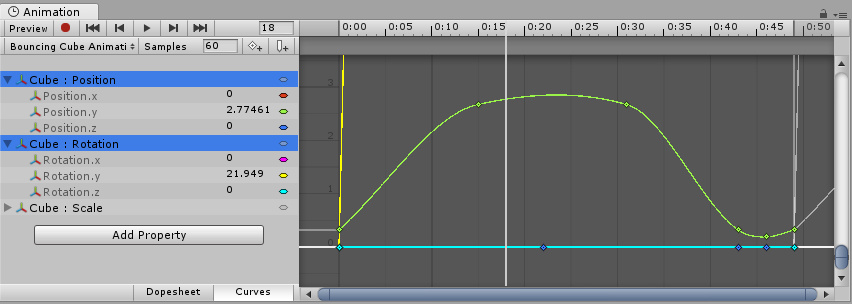 Animation
Preview 18 0:00 0:05 0:10 0:15 0:20 0:25 0:30 0:35 0:40 0:45 0:50
Bouncing Cube Animati Samples 60
Cube : Position
Position.x 0
Position.y 2.77461
Position.z 0
Cube : Rotation
Rotation.x 0
Rotation.y 21.949
Rotation.z 0
Cube : Scale
Add Property
3
2
1
0
Dopesheet Curves